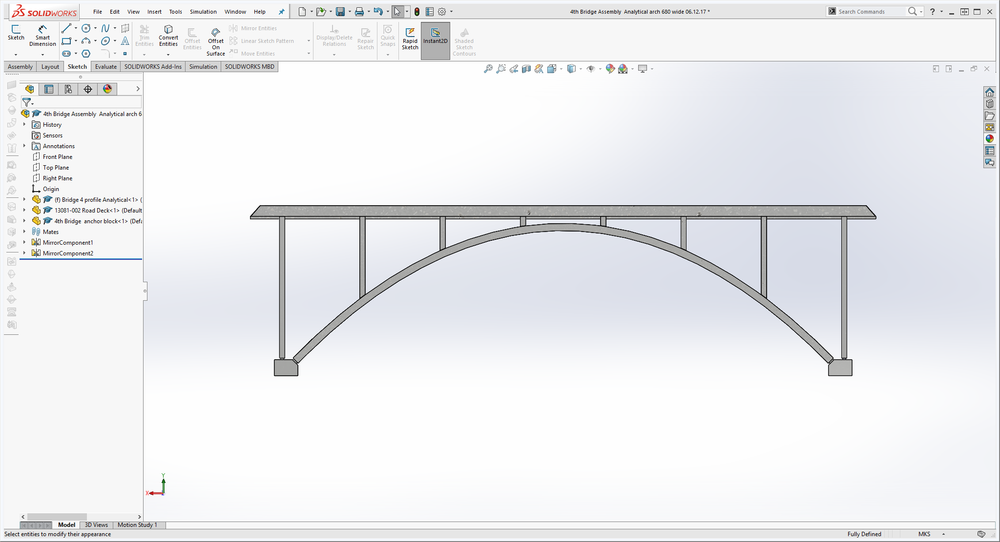 SOLIDWORKS File Edit View Insert Tools Simulation Window Help 4th Bridge Assembly Analytical arch 680 wide 06.12.17 * Search Commands ?
Sketch Smart Dimension Trim Entities Convert Entities Offset Entities Offset On Surface Mirror Entities Linear Sketch Pattern Move Entities Display/Delete Relations Repair Sketch Quick Snaps Rapid Sketch Instant2D Shaded Sketch Contours
Assembly Layout Sketch Evaluate SOLIDWORKS Add-Ins Simulation SOLIDWORKS MBD
4th Bridge Assembly Analytical arch 6
History
Sensors
Annotations
Front Plane
Top Plane
Right Plane
Origin
(f) Bridge 4 profile Analytical<1> (
13081-002 Road Deck<1> (Default
4th Bridge anchor block<1> (Defa
Mates
MirrorComponent1
MirrorComponent2
Y
X
Z
Model 3D Views Motion Study 1
Select entities to modify their appearance Fully Defined MKS